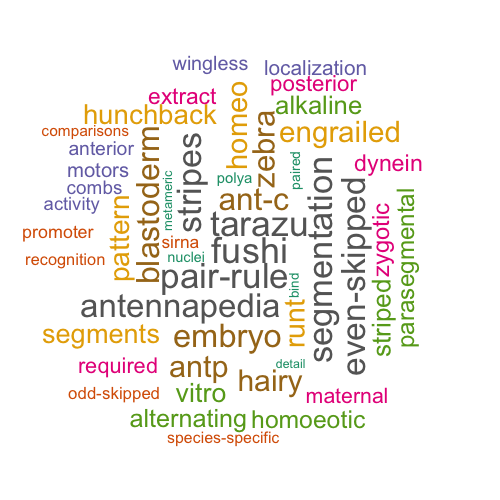 wingless
localization
posterior
extract
alkaline
homeo
hunchback
zebra
engrailed
comparisons
anterior
blastoderm
stripes
dynein
motors
combs
activity
metameric
polya
paired
ant-c
pattern
promoter
tarazu
segmentation
even-skipped
zygotic
parasegmental
striped
sirna
nuclei
fushi
recognition
pair-rule
bind
antennapedia
runt
segments
embryo
required
antp
detail
hairy
odd-skipped
vitro
maternal
alternating
homoeotic
species-specific